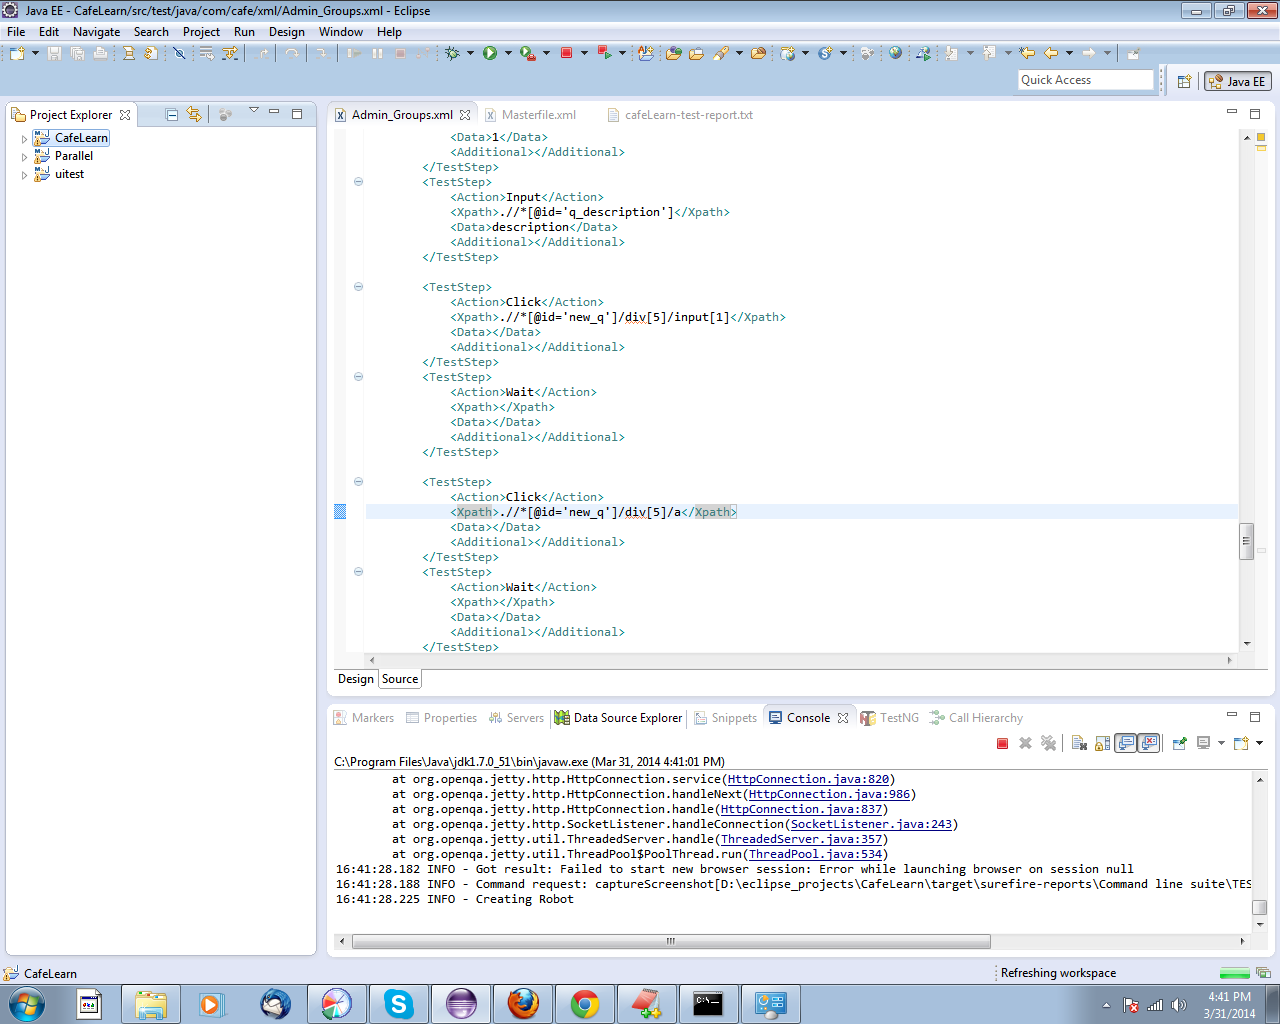 Java EE - CafeLearn/src/test/java/com/cafe/xml/Admin_Groups.xml - Eclipse
File Edit Navigate Search Project Run Design Window Help
Quick Access
Java EE
Project Explorer
CafeLearn
Parallel
uitest
Admin_Groups.xml Masterfile.xml cafeLearn-test-report.txt
<Data>1</Data>
<Additional></Additional>
</TestStep>
<TestStep>
<Action>Input</Action>
<Xpath>.//*[@id='q_description']</Xpath>
<Data>description</Data>
<Additional></Additional>
</TestStep>
<TestStep>
<Action>Click</Action>
<Xpath>.//*[@id='new_q']/div[5]/input[1]</Xpath>
<Data></Data>
<Additional></Additional>
</TestStep>
<TestStep>
<Action>Wait</Action>
<Xpath></Xpath>
<Data></Data>
<Additional></Additional>
</TestStep>
<TestStep>
<Action>Click</Action>
<Xpath>.//*[@id='new_q']/div[5]/a</Xpath>
<Data></Data>
<Additional></Additional>
</TestStep>
<TestStep>
<Action>Wait</Action>
<Xpath></Xpath>
<Data></Data>
<Additional></Additional>
</TestStep>
Design Source
Markers Properties Servers Data Source Explorer Snippets Console TestNG Call Hierarchy
C:\Program Files\Java\jdk1.7.0_51\bin\javaw.exe (Mar 31, 2014 4:41:01 PM)
at org.openqa.jetty.http.HttpConnection.service(HttpConnection.java:820)
at org.openqa.jetty.http.HttpConnection.handleNext(HttpConnection.java:986)
at org.openqa.jetty.http.HttpConnection.handle(HttpConnection.java:837)
at org.openqa.jetty.http.SocketListener.handleConnection(SocketListener.java:243)
at org.openqa.jetty.util.ThreadedServer.handle(ThreadedServer.java:357)
at org.openqa.jetty.util.ThreadPool$PoolThread.run(ThreadPool.java:534)
16:41:28.182 INFO - Got result: Failed to start new browser session: Error while launching browser on session null
16:41:28.188 INFO - Command request: captureScreenshot[D:\eclipse_projects\CafeLearn\target\surefire-reports\Command line suite\TES
16:41:28.225 INFO - Creating Robot
CafeLearn
Refreshing workspace
4:41 PM
3/31/2014